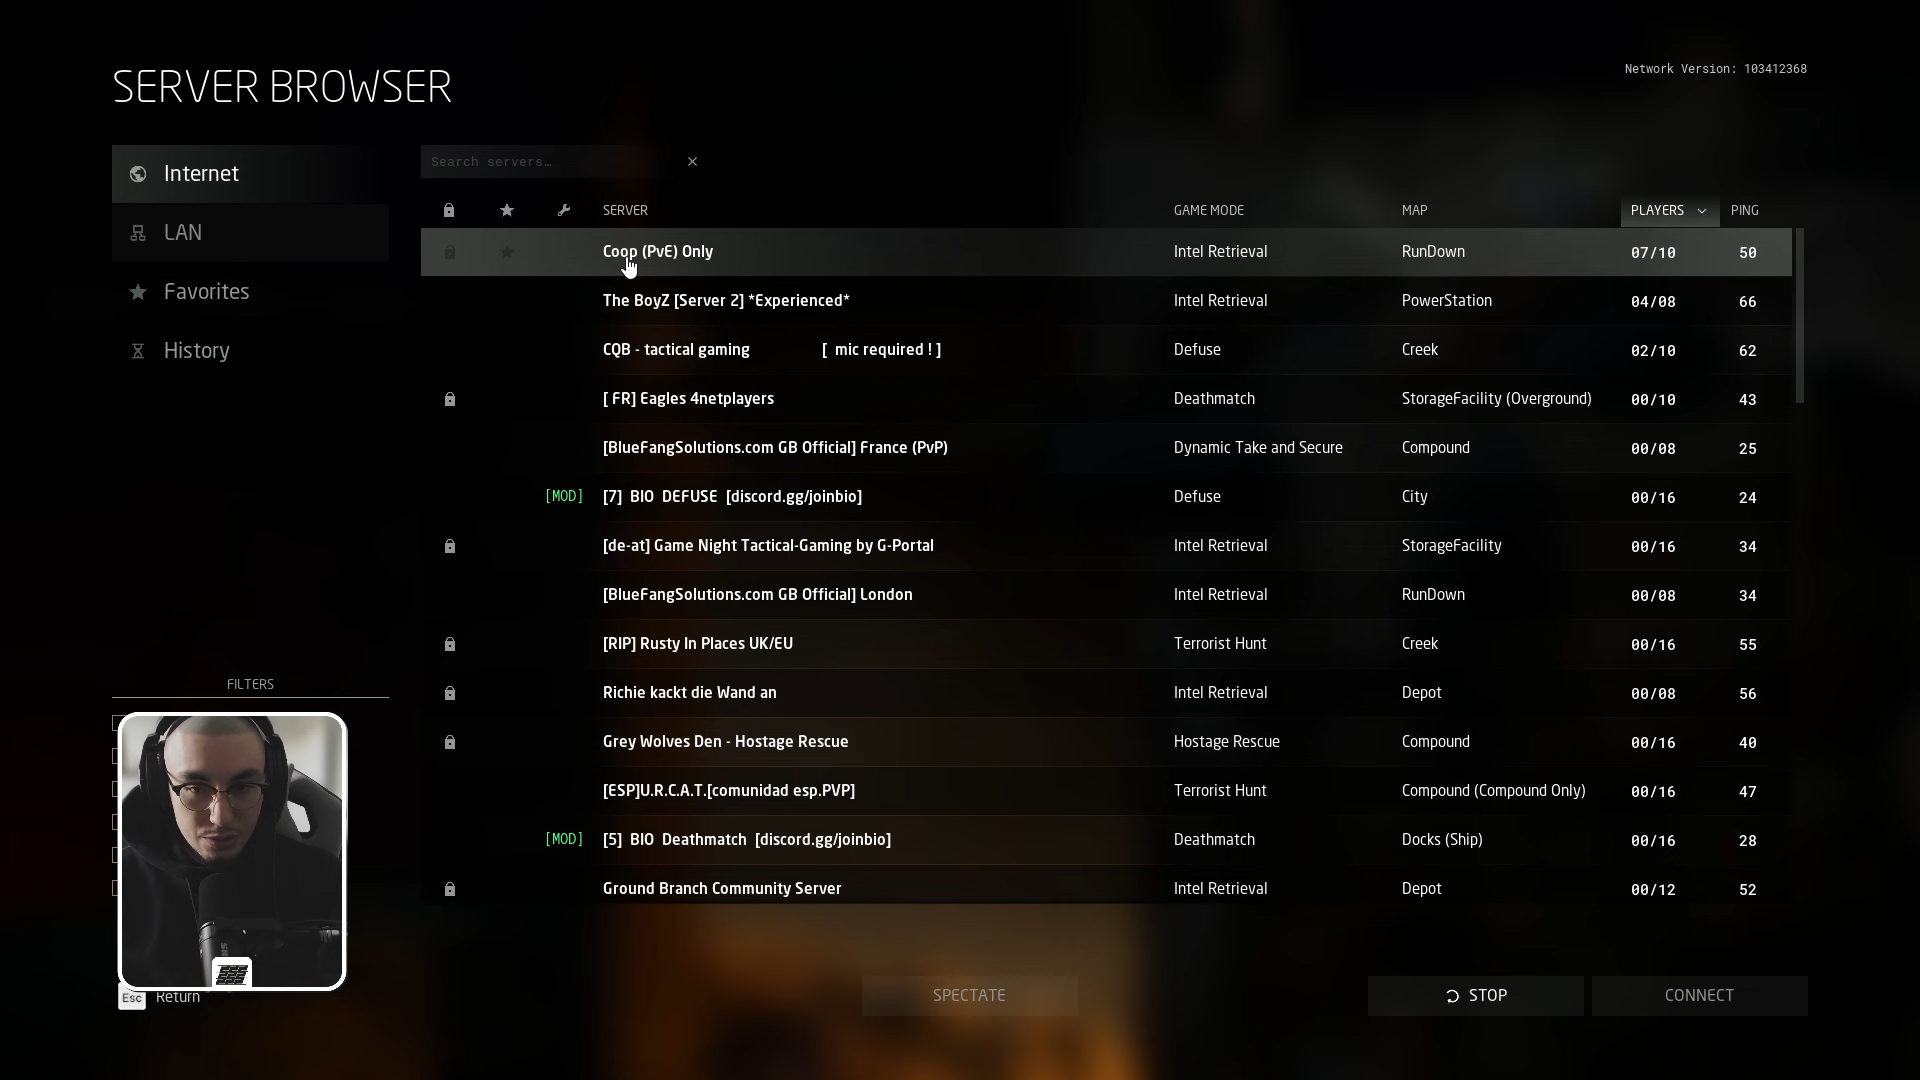 SERVER BROWSER
Network Version: 103412368
Internet
LAN
Favorites
History
Search servers…
SERVER GAME MODE MAP PLAYERS PING
Coop (PvE) Only Intel Retrieval RunDown 07/10 50
The BoyZ [Server 2] *Experienced* Intel Retrieval PowerStation 04/08 66
CQB - tactical gaming [ mic required ! ] Defuse Creek 02/10 62
[ FR] Eagles 4netplayers Deathmatch StorageFacility (Overground) 00/10 43
[BlueFangSolutions.com GB Official] France (PvP) Dynamic Take and Secure Compound 00/08 25
[MOD] [7] BIO DEFUSE [discord.gg/joinbio] Defuse City 00/16 24
[de-at] Game Night Tactical-Gaming by G-Portal Intel Retrieval StorageFacility 00/16 34
[BlueFangSolutions.com GB Official] London Intel Retrieval RunDown 00/08 34
[RIP] Rusty In Places UK/EU Terrorist Hunt Creek 00/16 55
Richie kackt die Wand an Intel Retrieval Depot 00/08 56
Grey Wolves Den - Hostage Rescue Hostage Rescue Compound 00/16 40
[ESP]U.R.C.A.T.[comunidad esp.PVP] Terrorist Hunt Compound (Compound Only) 00/16 47
[MOD] [5] BIO Deathmatch [discord.gg/joinbio] Deathmatch Docks (Ship) 00/16 28
Ground Branch Community Server Intel Retrieval Depot 00/12 52
FILTERS
Esc Return
SPECTATE
STOP
CONNECT